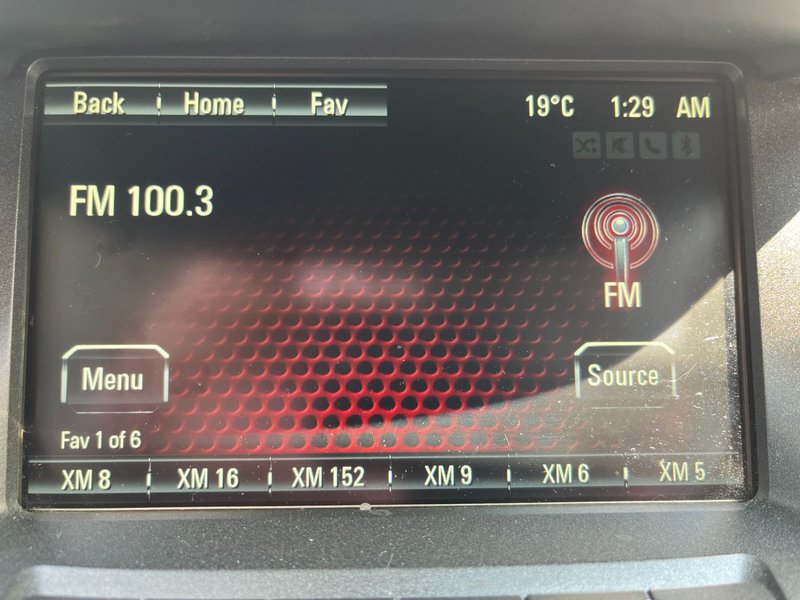 Back Home Fav 19°C 1:29 AM
FM 100.3
FM
Menu Source
Fav 1 of 6
XM 8 XM 16 XM 152 XM 9 XM 6 XM 5